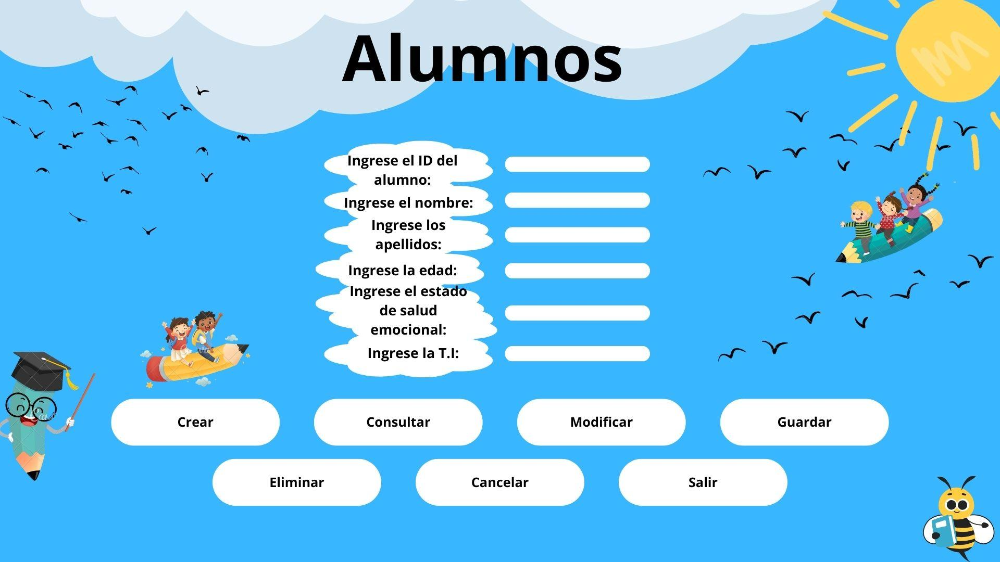 Alumnos
Ingrese el ID del
alumno:
Ingrese el nombre:
Ingrese los
apellidos:
Ingrese la edad:
Ingrese el estado
de salud
emocional:
Ingrese la T.I:
Crear
Consultar
Modificar
Guardar
Eliminar
Cancelar
Salir